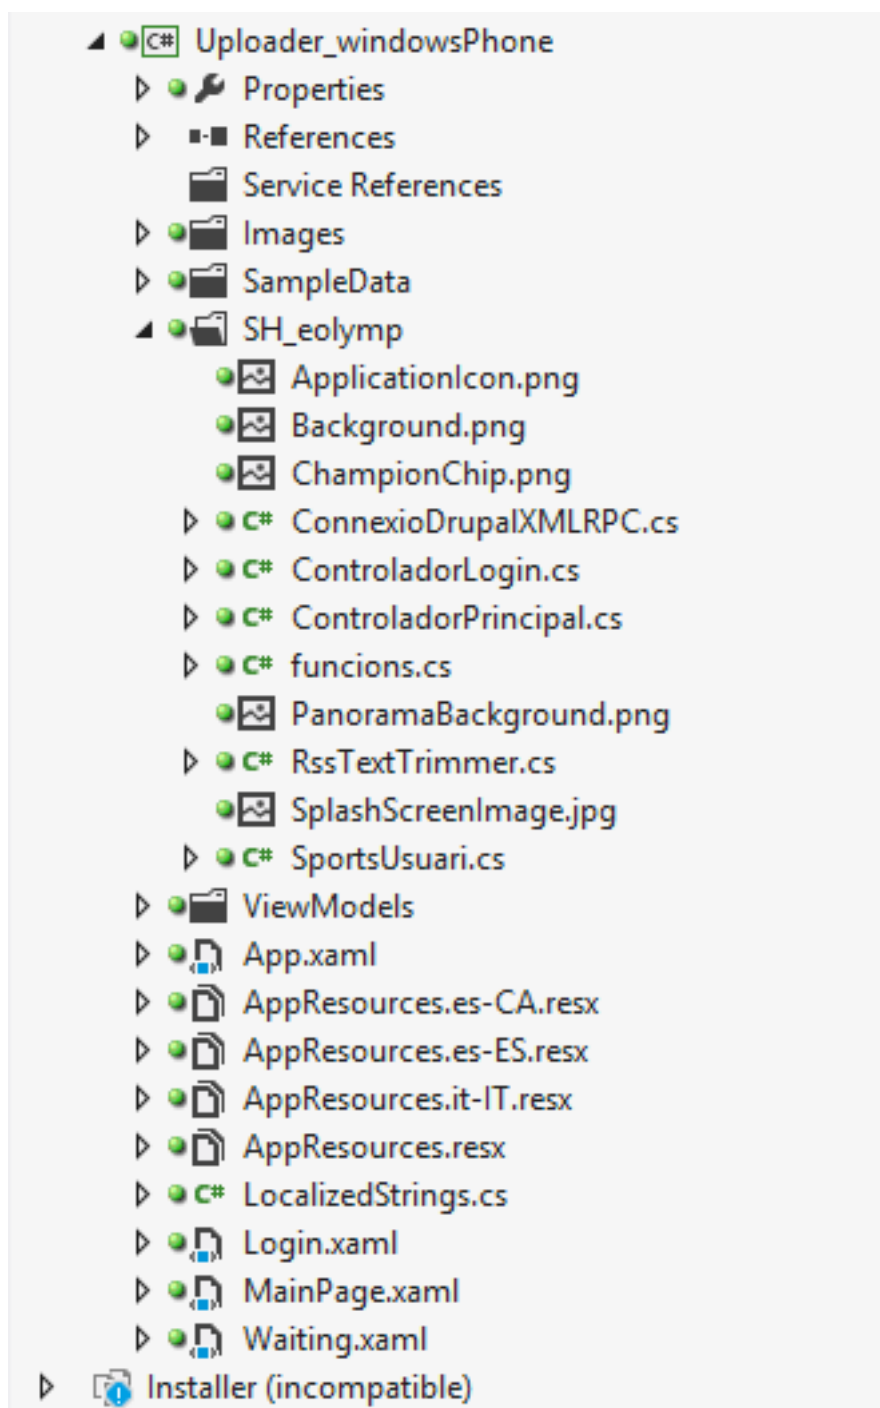 C# Uploader_windowsPhone
Properties
References
Service References
Images
SampleData
SH_eolymp
ApplicationIcon.png
Background.png
ChampionChip.png
C# ConnexioDrupalXMLRPC.cs
C# ControladorLogin.cs
C# ControladorPrincipal.cs
C# funcions.cs
PanoramaBackground.png
C# RssTextTrimmer.cs
SplashScreenImage.jpg
C# SportsUsuari.cs
ViewModels
App.xaml
AppResources.es-CA.resx
AppResources.es-ES.resx
AppResources.it-IT.resx
AppResources.resx
C# LocalizedStrings.cs
Login.xaml
MainPage.xaml
Waiting.xaml
Installer (incompatible)